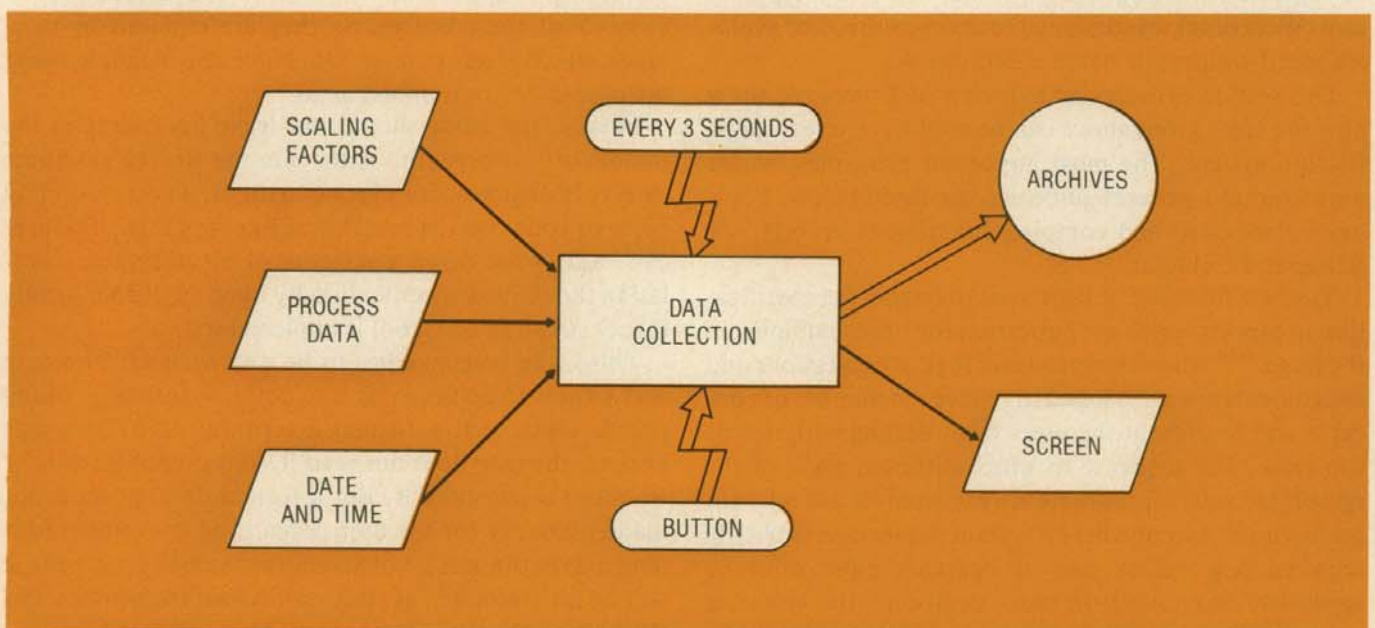 SCALING
FACTORS
EVERY 3 SECONDS
ARCHIVES
PROCESS
DATA
DATA
COLLECTION
SCREEN
DATE
AND TIME
BUTTON